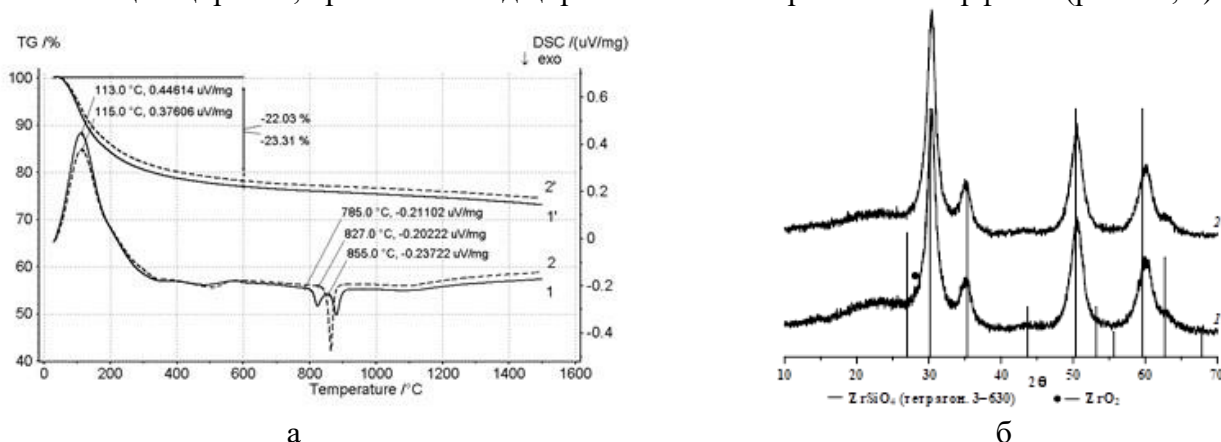 TG /%
DSC /(uV/mg)
↓ exo
100
90
80
70
60
50
40
113.0 °C, 0.44614 uV/mg
115.0 °C, 0.37606 uV/mg
-22.03 %
-23.31 %
785.0 °C, -0.21102 uV/mg
827.0 °C, -0.20222 uV/mg
855.0 °C, -0.23722 uV/mg
2'
1'
2
1
0.6
0.4
0.2
0
-0.2
-0.4
0 200 400 600 800 1000 1200 1400 1600
Temperature /°C
а
2
1
10 20 30 40 50 60 70
2θ
— ZrSiO₄ (тетрагон. 3–630) ● — ZrO₂
б